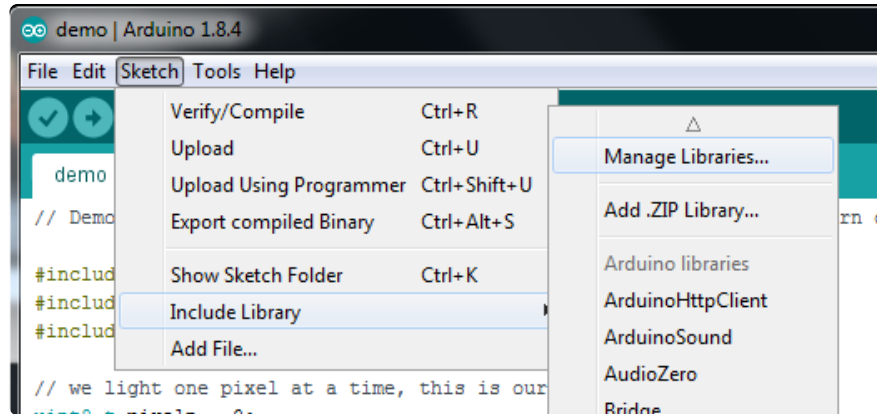 demo | Arduino 1.8.4
File Edit Sketch Tools Help
Verify/Compile Ctrl+R
Upload Ctrl+U
Upload Using Programmer Ctrl+Shift+U
Export compiled Binary Ctrl+Alt+S
Show Sketch Folder Ctrl+K
Include Library
Add File...
Manage Libraries...
Add .ZIP Library...
Arduino libraries
ArduinoHttpClient
ArduinoSound
AudioZero
Bridge
demo
// Demo
rn
#includ
#includ
#includ
// we light one pixel at a time, this is our